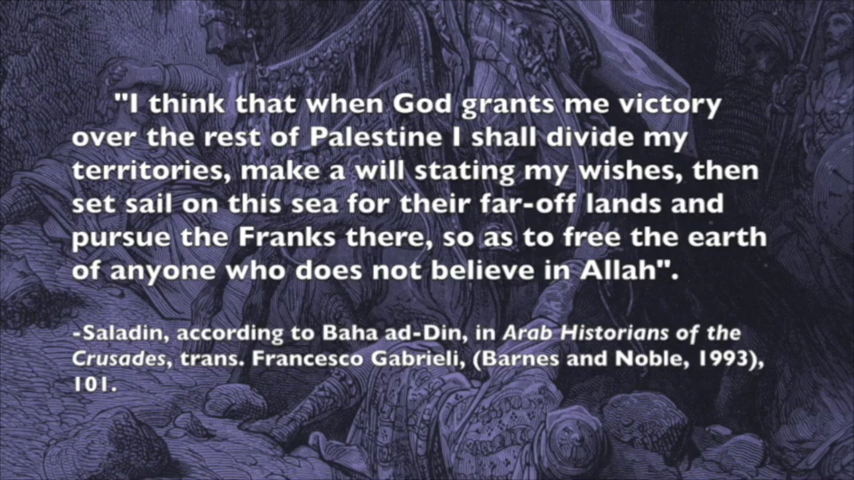 "I think that when God grants me victory
over the rest of Palestine I shall divide my
territories, make a will stating my wishes, then
set sail on this sea for their far-off lands and
pursue the Franks there, so as to free the earth
of anyone who does not believe in Allah".
-Saladin, according to Baha ad-Din, in Arab Historians of the
Crusades, trans. Francesco Gabrieli, (Barnes and Noble, 1993),
101.